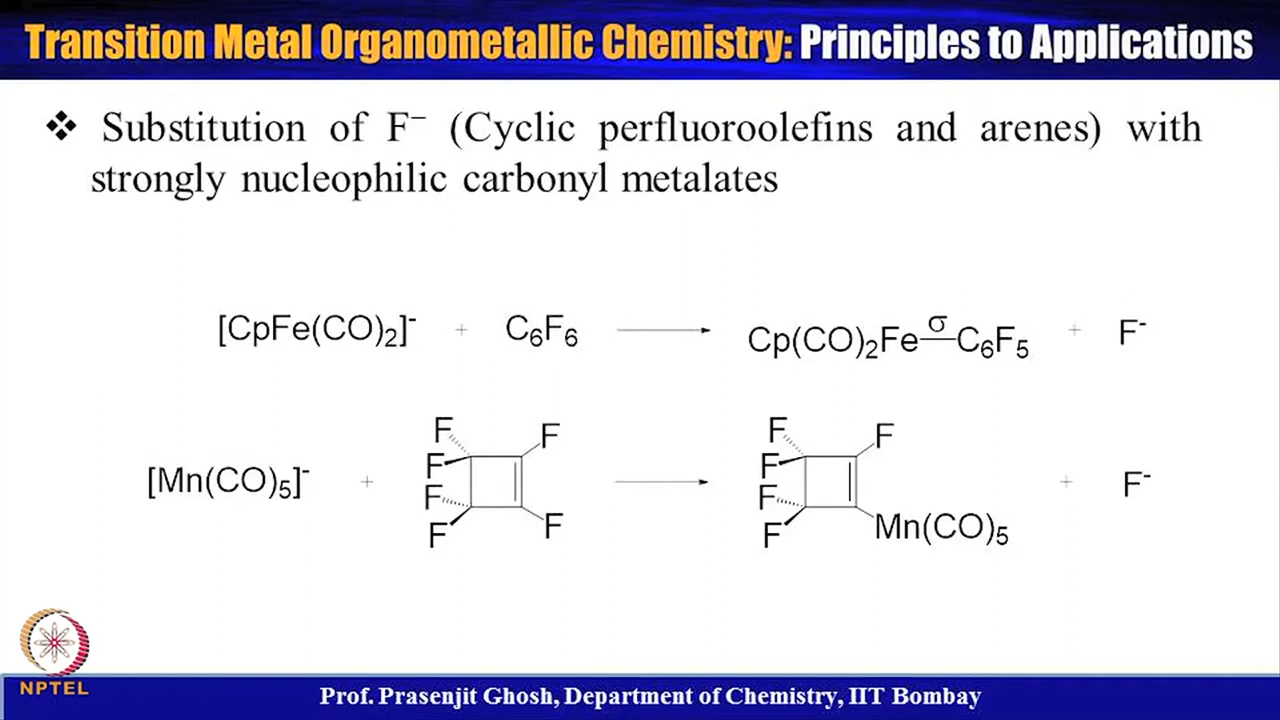 Transition Metal Organometallic Chemistry: Principles to Applications
❖ Substitution of F⁻ (Cyclic perfluoroolefins and arenes) with
strongly nucleophilic carbonyl metalates
[CpFe(CO)₂]⁻ + C₆F₆ → Cp(CO)₂Fe—σ—C₆F₅ + F⁻
F F F F
F F
[Mn(CO)₅]⁻ + → + F⁻
F F
F F F Mn(CO)₅
NPTEL
Prof. Prasenjit Ghosh, Department of Chemistry, IIT Bombay